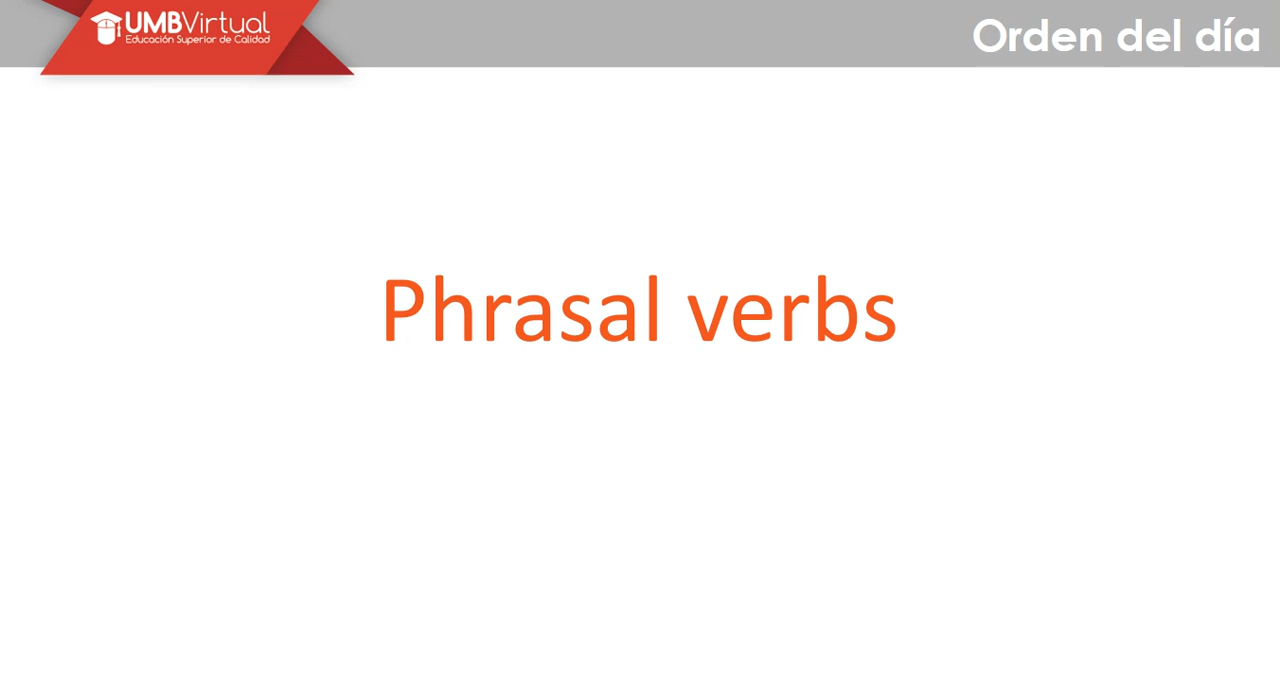 UMBVirtual
Educación Superior de Calidad
Orden del día
Phrasal verbs